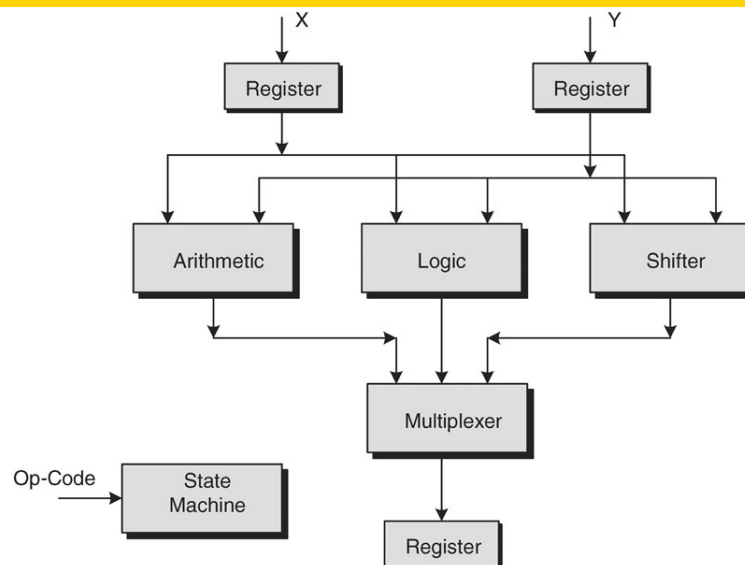 X
Y
Register
Register
Arithmetic
Logic
Shifter
Multiplexer
Op-Code
State
Machine
Register